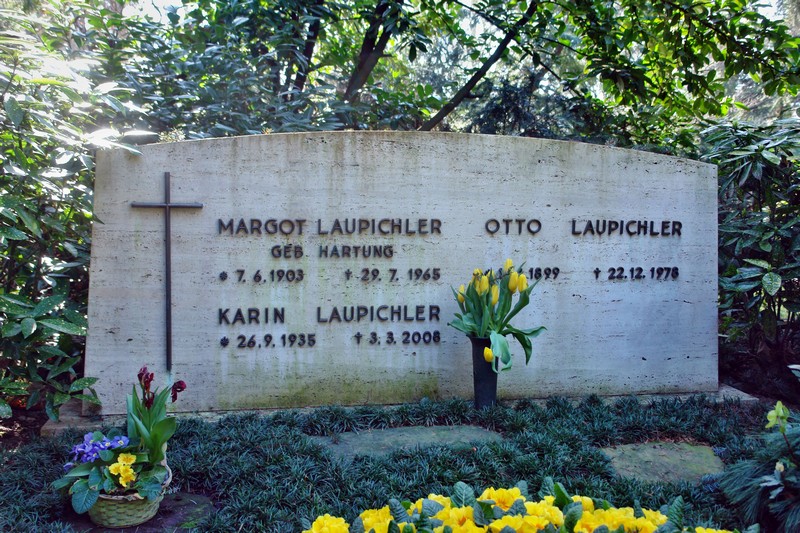 MARGOT LAUPICHLER
GEB. HARTUNG
* 7. 6. 1903 † 29. 7. 1965
OTTO LAUPICHLER
1899 † 22. 12. 1978
KARIN LAUPICHLER
* 26. 9. 1935 † 3. 3. 2008